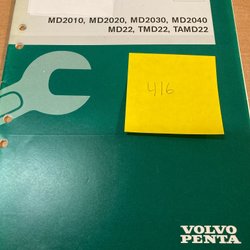 MD2010, MD2020, MD2030, MD2040
MD22, TMD22, TAMD22
416
VOLVO
PENTA